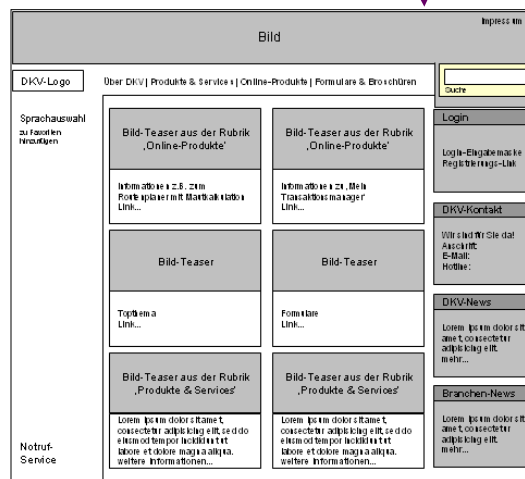 Impressum
Bild
DKV-Logo
Über DKV | Produkte & Services | Online-Produkte | Formulare & Broschüren
Suche
Sprachauswahl
zu Favoriten
hinzufügen
Bild-Teaser aus der Rubrik
‚Online-Produkte'
Informationen z.B. zum
Routenplaner mit Mautkalkulation
Link...
Bild-Teaser aus der Rubrik
‚Online-Produkte'
Informationen zu ‚Mein
Transaktionsmanager'
Link...
Login
Login-Eingabemaske
Registrierungs-Link
DKV-Kontakt
Wir sind für Sie da!
Anschrift:
E-Mail:
Hotline:
Bild-Teaser
Topthema
Link...
Bild-Teaser
Formulare
Link...
DKV-News
Lorem ipsum dolor sit
amet, consectetur
adipisicing elit.
mehr...
Bild-Teaser aus der Rubrik
‚Produkte & Services'
Lorem ipsum dolor sit amet,
consectetur adipisicing elit, sed do
eiusmod tempor incididunt ut
labore et dolore magna aliqua.
weitere Informationen...
Bild-Teaser aus der Rubrik
‚Produkte & Services'
Lorem ipsum dolor sit amet,
consectetur adipisicing elit, sed do
eiusmod tempor incididunt ut
labore et dolore magna aliqua.
weitere Informationen...
Branchen-News
Lorem ipsum dolor sit
amet, consectetur
adipisicing elit.
mehr...
Notruf-
Service